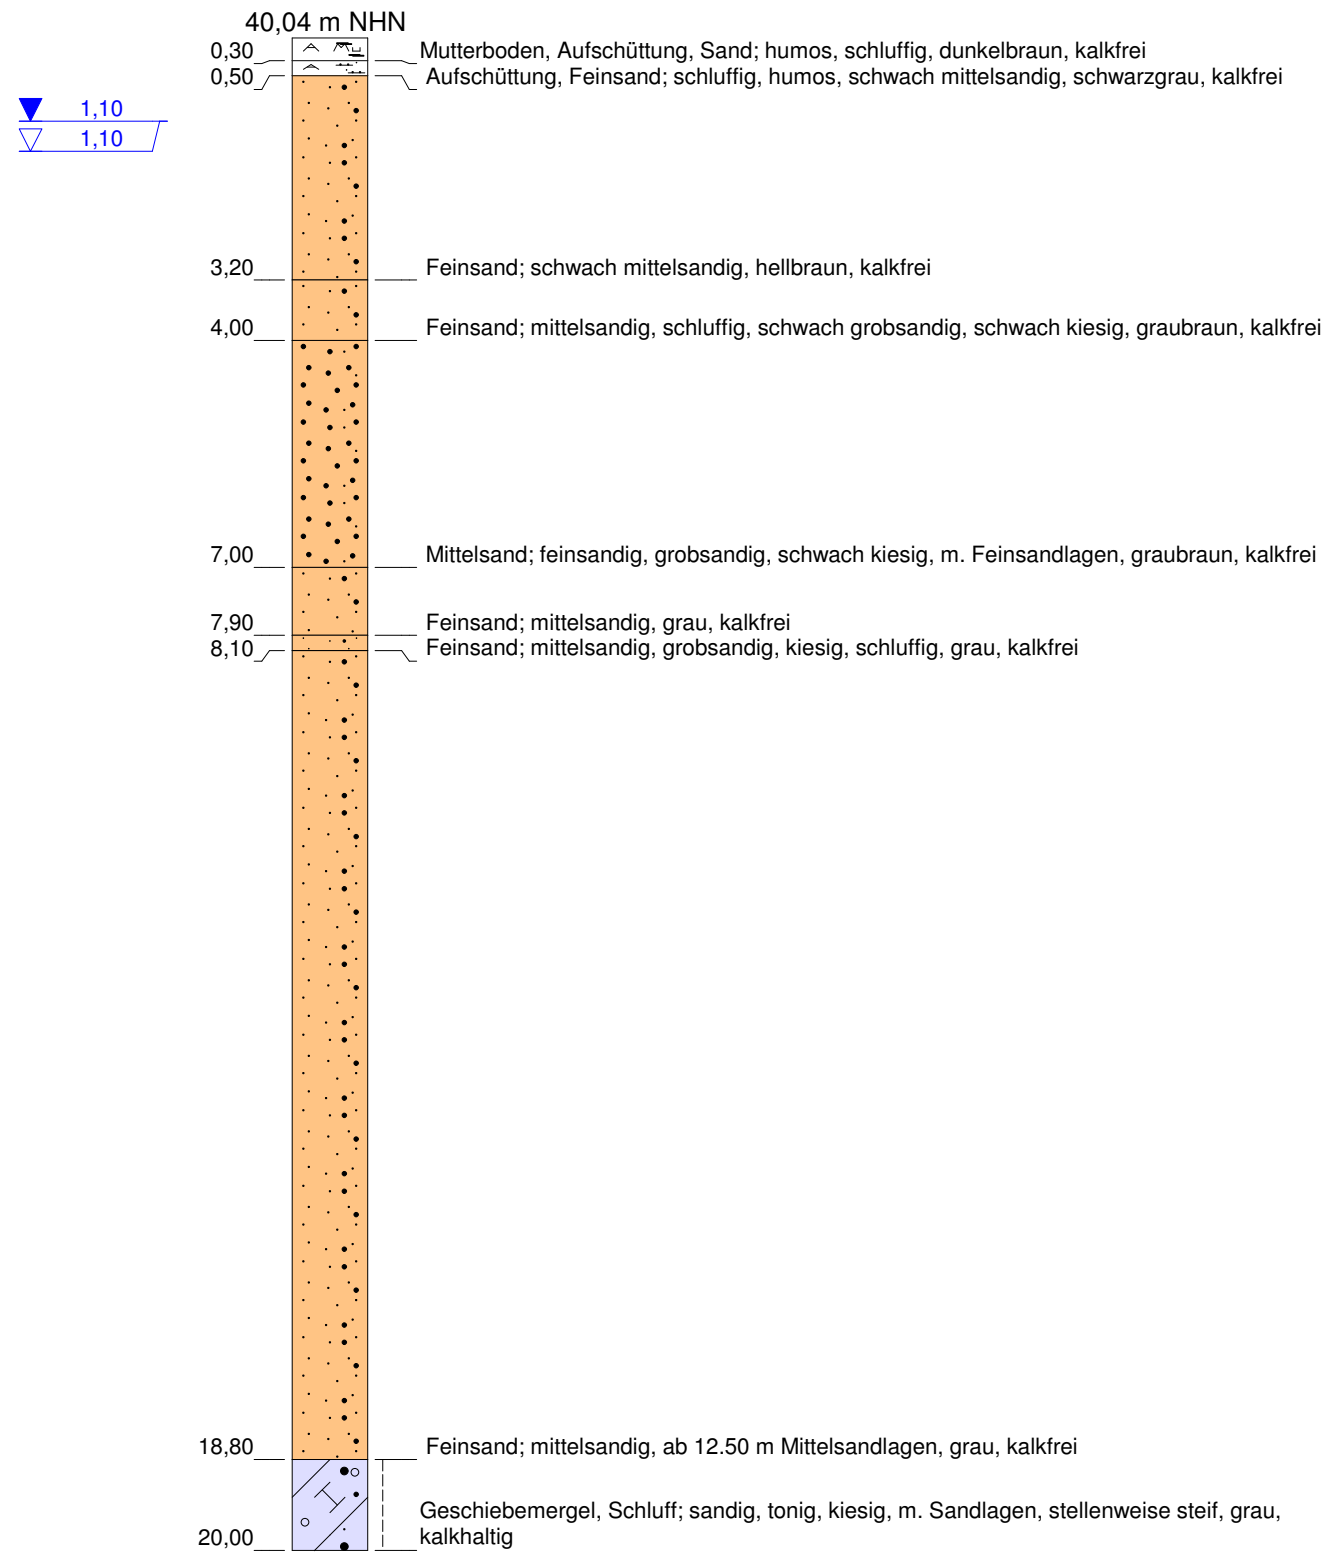 40,04 m NHN
0,30 Mutterboden, Aufschüttung, Sand; humos, schluffig, dunkelbraun, kalkfrei
0,50 Aufschüttung, Feinsand; schluffig, humos, schwach mittelsandig, schwarzgrau, kalkfrei
1,10
1,10
3,20 Feinsand; schwach mittelsandig, hellbraun, kalkfrei
4,00 Feinsand; mittelsandig, schluffig, schwach grobsandig, schwach kiesig, graubraun, kalkfrei
7,00 Mittelsand; feinsandig, grobsandig, schwach kiesig, m. Feinsandlagen, graubraun, kalkfrei
7,90 Feinsand; mittelsandig, grau, kalkfrei
8,10 Feinsand; mittelsandig, grobsandig, kiesig, schluffig, grau, kalkfrei
18,80 Feinsand; mittelsandig, ab 12.50 m Mittelsandlagen, grau, kalkfrei
Geschiebemergel, Schluff; sandig, tonig, kiesig, m. Sandlagen, stellenweise steif, grau,
20,00 kalkhaltig